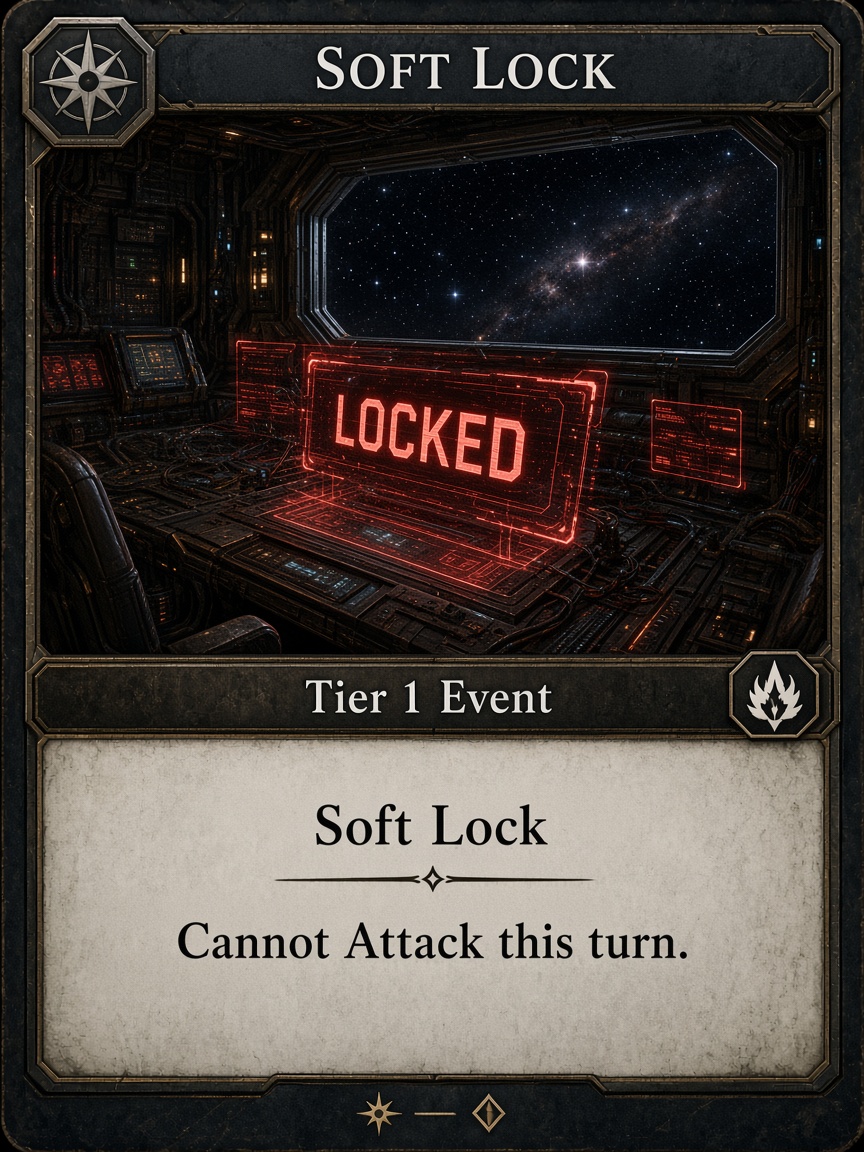 SOFT LOCK
LOCKED
Tier 1 Event
Soft Lock
Cannot Attack this turn.